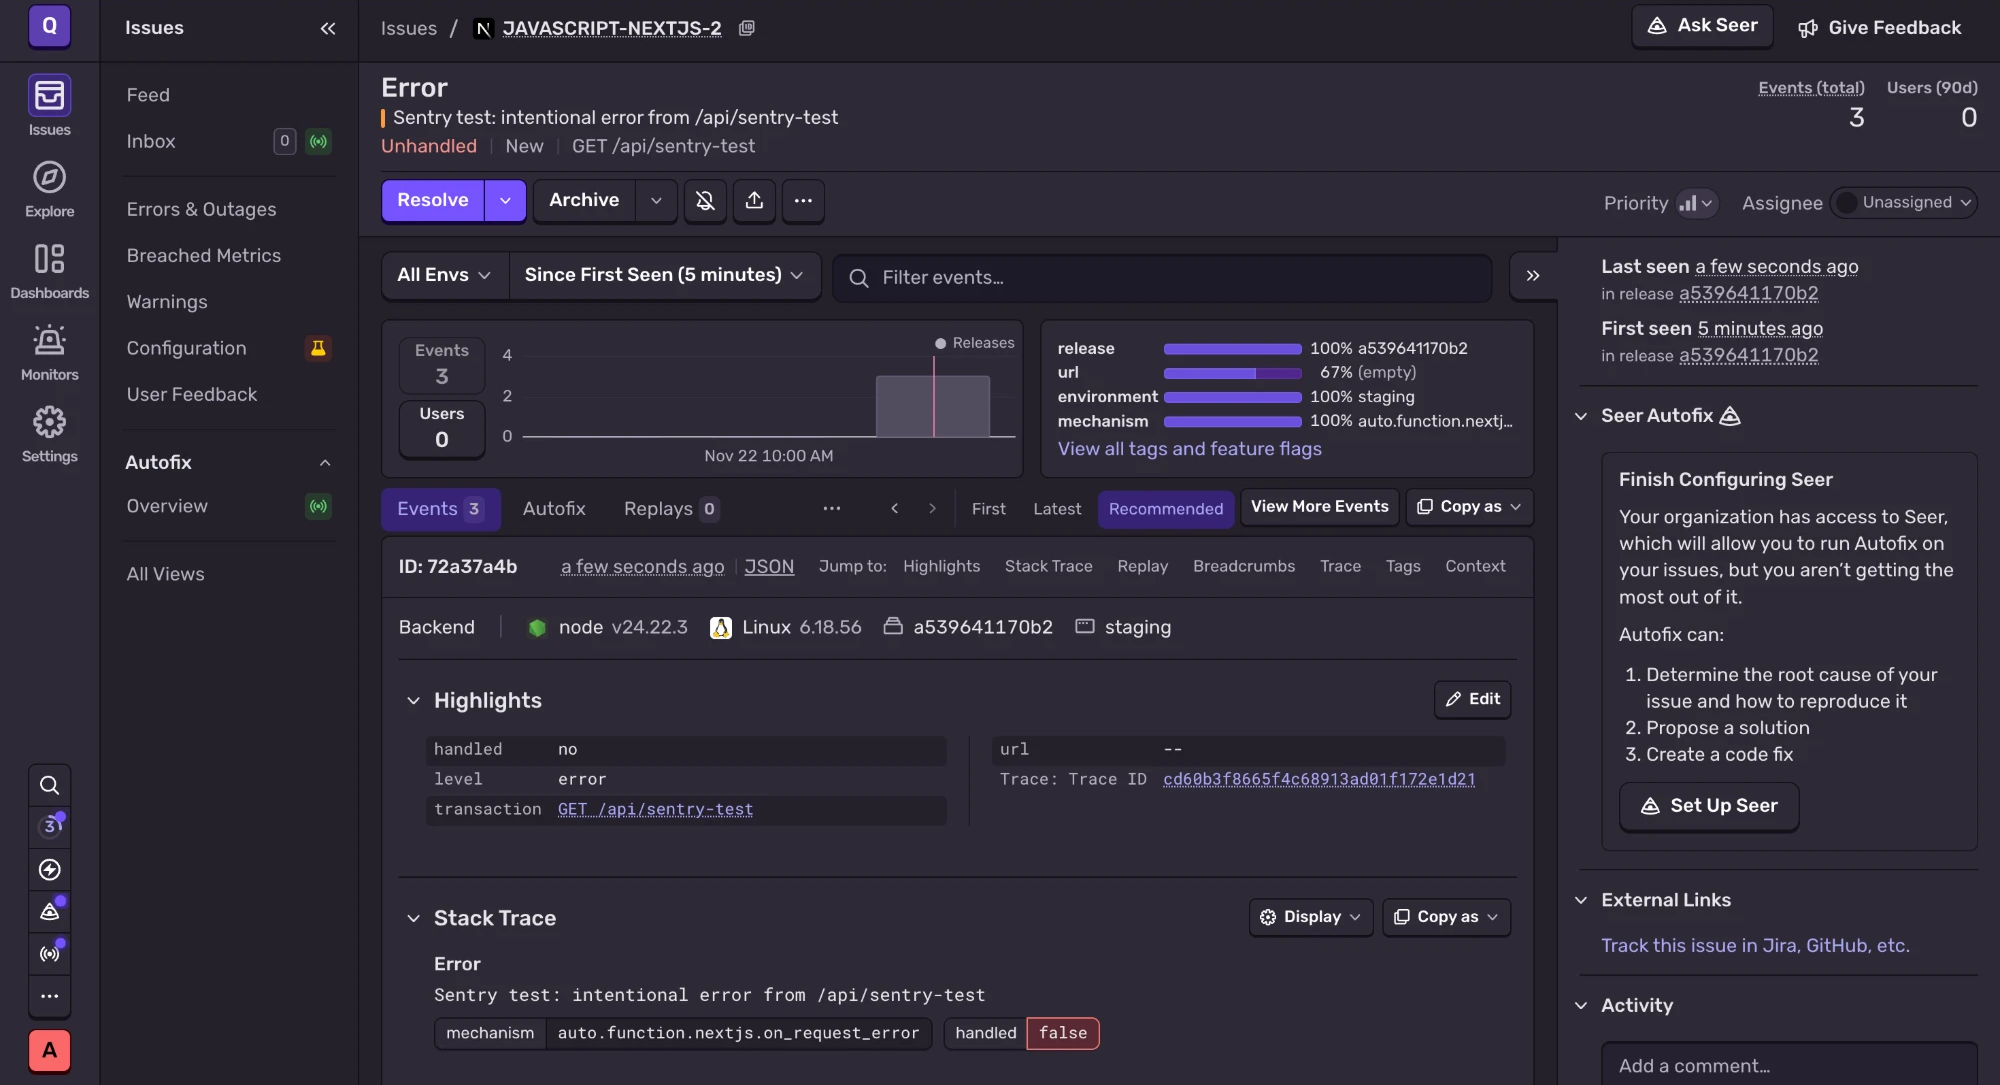 Q
Issues
Explore
Dashboards
Monitors
Settings
3
A
Issues
Feed
Inbox 0
Errors & Outages
Breached Metrics
Warnings
Configuration
User Feedback
Autofix
Overview
All Views
Issues / N JAVASCRIPT-NEXTJS-2
Ask Seer
Give Feedback
Error
Sentry test: intentional error from /api/sentry-test
Unhandled New GET /api/sentry-test
Events (total) Users (90d)
3 0
Resolve Archive
Priority Assignee Unassigned
All Envs Since First Seen (5 minutes) Filter events...
Events
3
Users
0
4
2
0
Releases
Nov 22 10:00 AM
release 100% a539641170b2
url 67% (empty)
environment 100% staging
mechanism 100% auto.function.nextj...
View all tags and feature flags
Events 3 Autofix Replays 0 ... First Latest Recommended View More Events Copy as
ID: 72a37a4b a few seconds ago JSON Jump to: Highlights Stack Trace Replay Breadcrumbs Trace Tags Context
Backend node v24.22.3 Linux 6.18.56 a539641170b2 staging
Highlights Edit
handled no
level error
transaction GET /api/sentry-test
url --
Trace: Trace ID cd60b3f8665f4c68913ad01f172e1d21
Stack Trace Display Copy as
Error
Sentry test: intentional error from /api/sentry-test
mechanism auto.function.nextjs.on_request_error handled false
Last seen a few seconds ago
in release a539641170b2
First seen 5 minutes ago
in release a539641170b2
Seer Autofix
Finish Configuring Seer
Your organization has access to Seer,
which will allow you to run Autofix on
your issues, but you aren't getting the
most out of it.
Autofix can:
1. Determine the root cause of your
issue and how to reproduce it
2. Propose a solution
3. Create a code fix
Set Up Seer
External Links
Track this issue in Jira, GitHub, etc.
Activity
Add a comment...